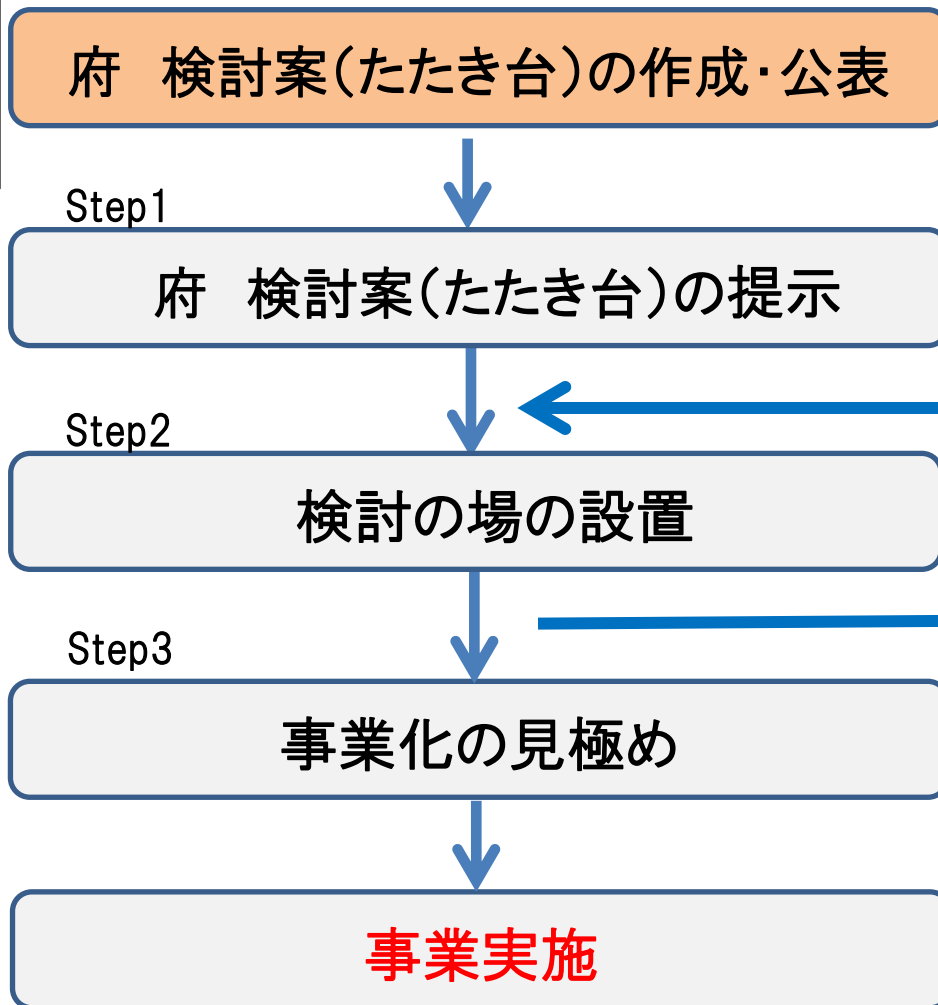 府　検討案(たたき台)の作成・公表
Step1
府　検討案(たたき台)の提示
Step2
検討の場の設置
Step3
事業化の見極め
事業実施